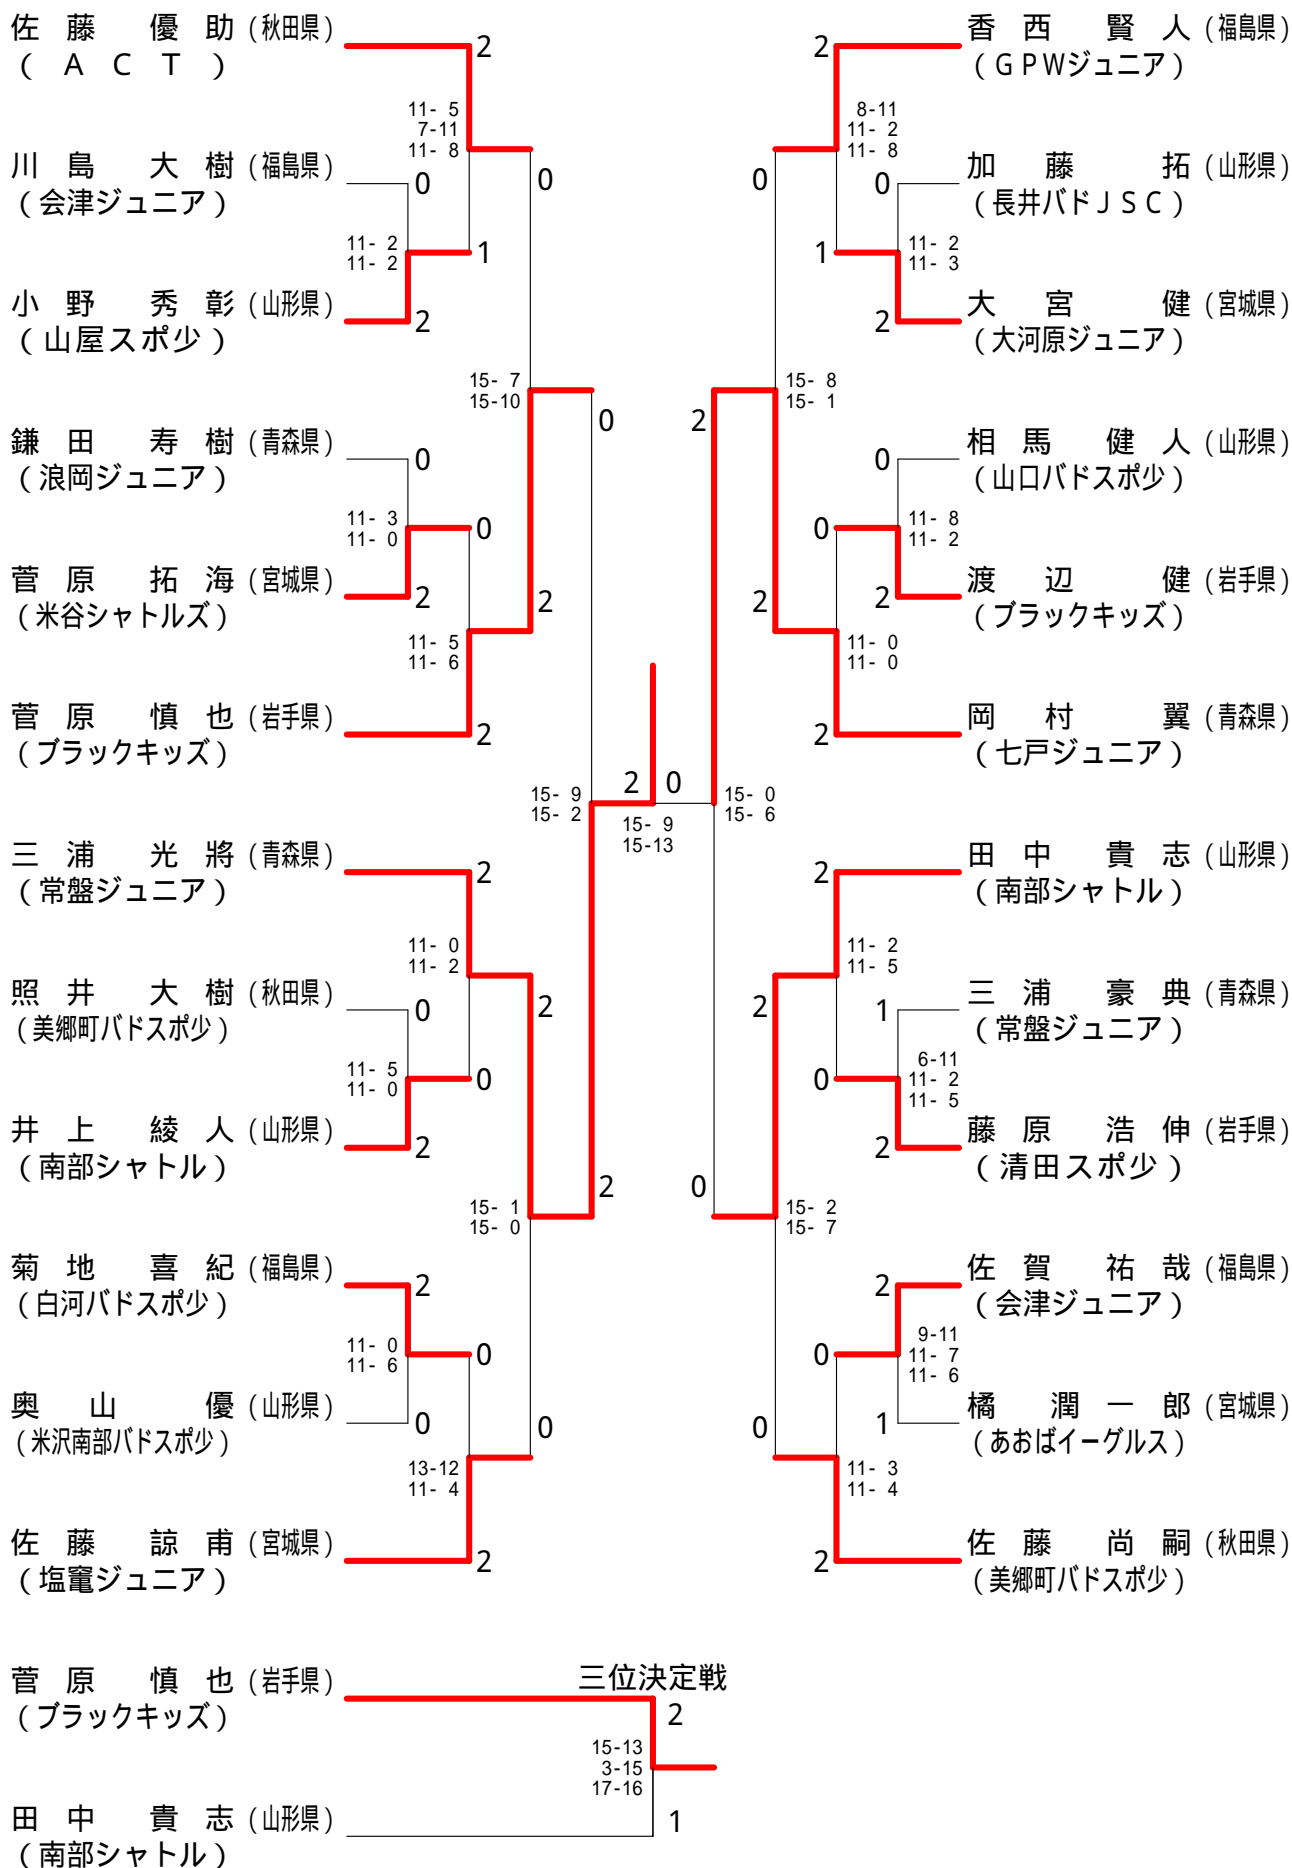 佐藤 優助 (秋田県)
(ACT)
2
11- 5
7-11
11- 8
0
川島 大樹 (福島県)
(会津ジュニア)
0
11- 2
11- 2
1
小野 秀彰 (山形県)
(山屋スポ少)
2
15- 7
15-10
0
鎌田 寿樹 (青森県)
(浪岡ジュニア)
0
11- 3
11- 0
0
菅原 拓海 (宮城県)
(米谷シャトルズ)
2
2
11- 5
11- 6
菅原 慎也 (岩手県)
(ブラックキッズ)
2
15- 9
15- 2
2
0
15- 9
15-13
三浦 光將 (青森県)
(常盤ジュニア)
2
11- 0
11- 2
照井 大樹 (秋田県)
(美郷町バドスポ少)
0
2
11- 5
11- 0
0
井上 綾人 (山形県)
(南部シャトル)
2
15- 1
15- 0
2
菊地 喜紀 (福島県)
(白河バドスポ少)
2
11- 0
11- 6
0
奥山 優 (山形県)
(米沢南部バドスポ少)
0
0
13-12
11- 4
佐藤 諒甫 (宮城県)
(塩竈ジュニア)
2
香西 賢人 (福島県)
(GPWジュニア)
2
8-11
11- 2
11- 8
0
加藤 拓 (山形県)
(長井バドJSC)
0
11- 2
11- 3
1
大宮 健 (宮城県)
(大河原ジュニア)
2
15- 8
15- 1
2
相馬 健人 (山形県)
(山口バドスポ少)
0
11- 8
11- 2
0
渡辺 健 (岩手県)
(ブラックキッズ)
2
2
11- 0
11- 0
岡村 翼 (青森県)
(七戸ジュニア)
2
15- 0
15- 6
田中 貴志 (山形県)
(南部シャトル)
2
11- 2
11- 5
三浦 豪典 (青森県)
(常盤ジュニア)
1
2
6-11
11- 2
11- 5
0
藤原 浩伸 (岩手県)
(清田スポ少)
2
15- 2
15- 7
0
佐賀 祐哉 (福島県)
(会津ジュニア)
2
9-11
11- 7
11- 6
0
橘 潤一郎 (宮城県)
(あおばイーグルス)
1
0
11- 3
11- 4
佐藤 尚嗣 (秋田県)
(美郷町バドスポ少)
2
三位決定戦
菅原 慎也 (岩手県)
(ブラックキッズ)
2
15-13
3-15
17-16
田中 貴志 (山形県)
(南部シャトル)
1